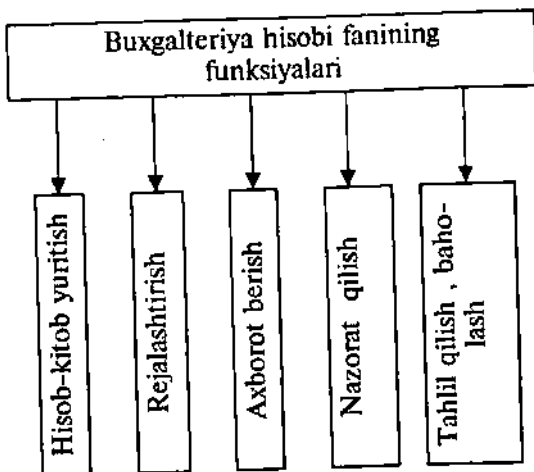 Buxgalteriya hisobi fanining
funksiyalari
Hisob-kitob yuritish
Rejalashtirish
Axborot berish
Nazorat qilish
Tahlil qilish , baho-
lash